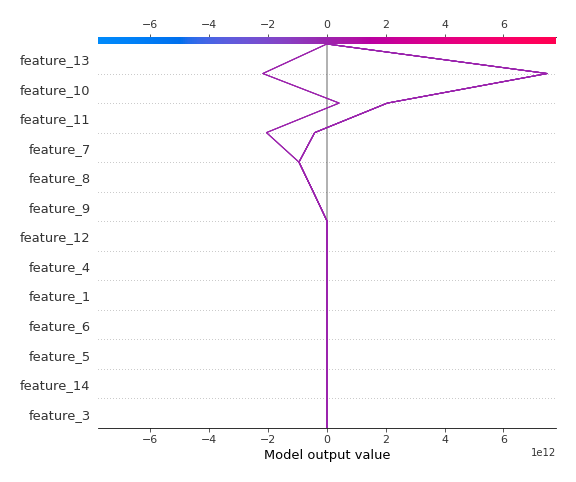 −6 −4 −2 0 2 4 6
feature_13
feature_10
feature_11
feature_7
feature_8
feature_9
feature_12
feature_4
feature_1
feature_6
feature_5
feature_14
feature_3
−6 −4 −2 0 2 4 6
1e12
Model output value